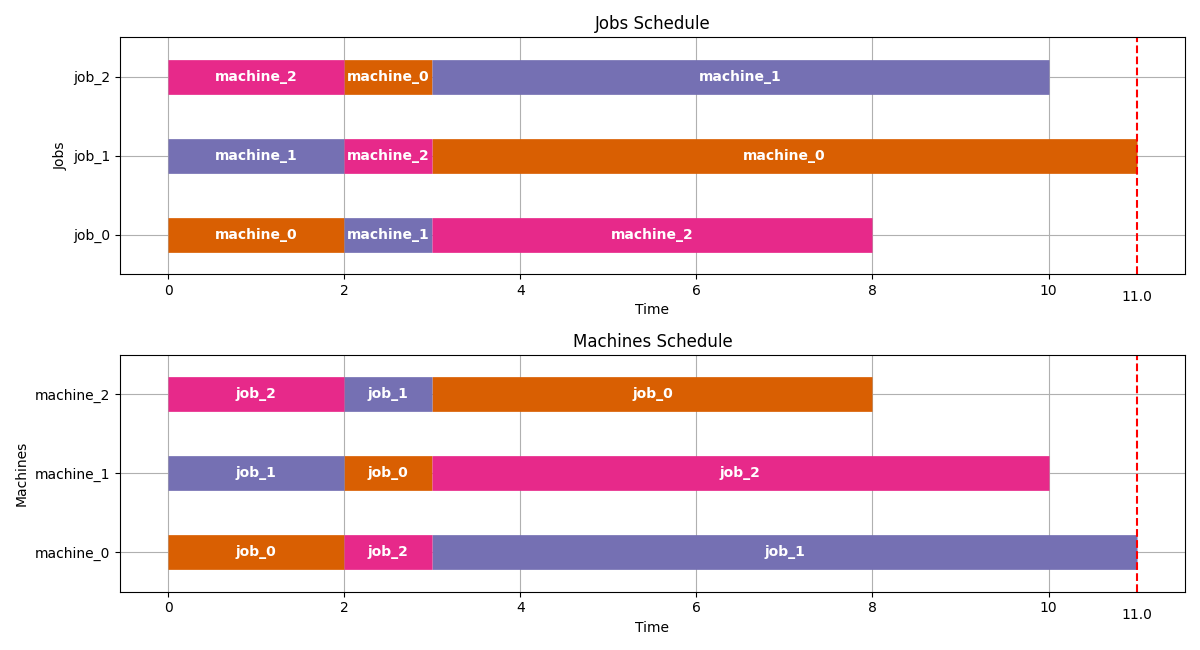 Jobs Schedule
job_2
machine_2 machine_0 machine_1
job_1
machine_1 machine_2 machine_0
job_0
machine_0 machine_1 machine_2
Jobs
0 2 4 6 8 10
11.0
Time
Machines Schedule
machine_2
job_2 job_1 job_0
machine_1
job_1 job_0 job_2
machine_0
job_0 job_2 job_1
Machines
0 2 4 6 8 10
11.0
Time